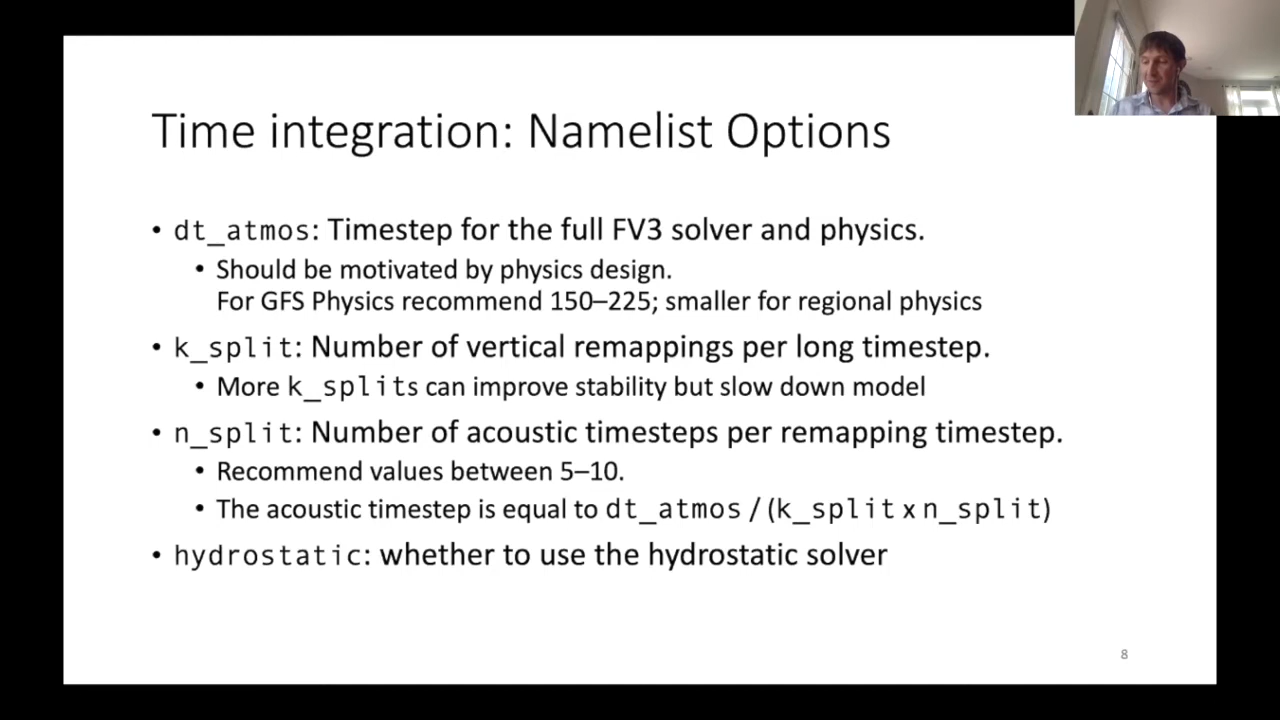 Time integration: Namelist Options
• dt_atmos: Timestep for the full FV3 solver and physics.
• Should be motivated by physics design.
For GFS Physics recommend 150–225; smaller for regional physics
• k_split: Number of vertical remappings per long timestep.
• More k_splits can improve stability but slow down model
• n_split: Number of acoustic timesteps per remapping timestep.
• Recommend values between 5–10.
• The acoustic timestep is equal to dt_atmos / (k_split x n_split)
• hydrostatic: whether to use the hydrostatic solver
8